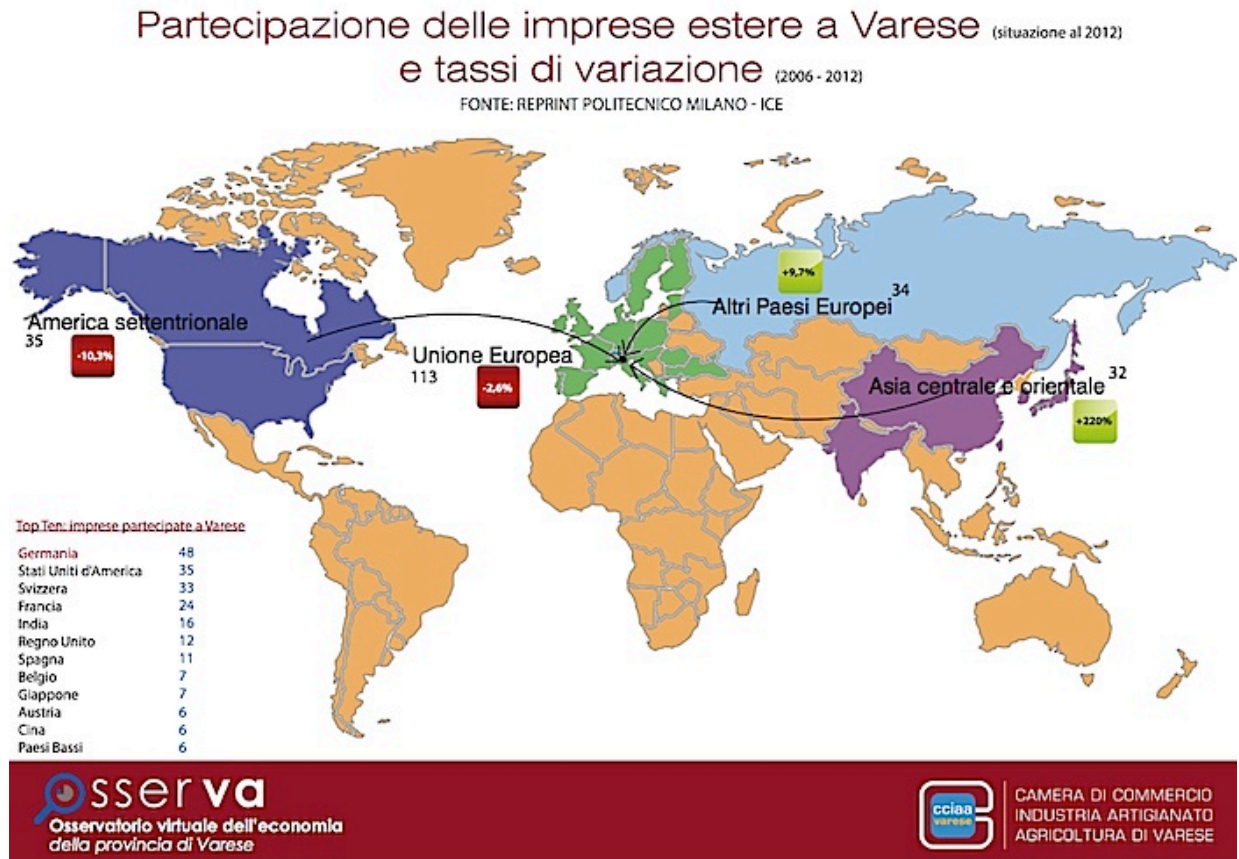 Partecipazione delle imprese estere a Varese (situazione al 2012)
e tassi di variazione (2006 - 2012)
FONTE: REPRINT POLITECNICO MILANO - ICE
+9,7%
Altri Paesi Europei 34
America settentrionale
35
-10,3%
Unione Europea
113
-2,6%
Asia centrale e orientale 32
+220%
Top Ten: imprese partecipate a Varese
Germania 48
Stati Uniti d'America 35
Svizzera 33
Francia 24
India 16
Regno Unito 12
Spagna 11
Belgio 7
Giappone 7
Austria 6
Cina 6
Paesi Bassi 6
Osserva
Osservatorio virtuale dell'economia
della provincia di Varese
cciaa
varese
CAMERA DI COMMERCIO
INDUSTRIA ARTIGIANATO
AGRICOLTURA DI VARESE